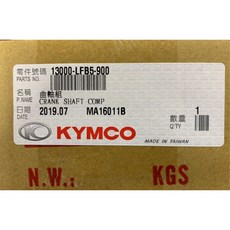 零件號碼 13000-LFB5-900
PARTS NO.
名稱 曲軸組
P.NAME CRANK SHAFT COMP
日期 2019.07 MA16011B 數量 1
DATE Q'TY
KYMCO
MADE IN TAIWAN
N.W.: KGS